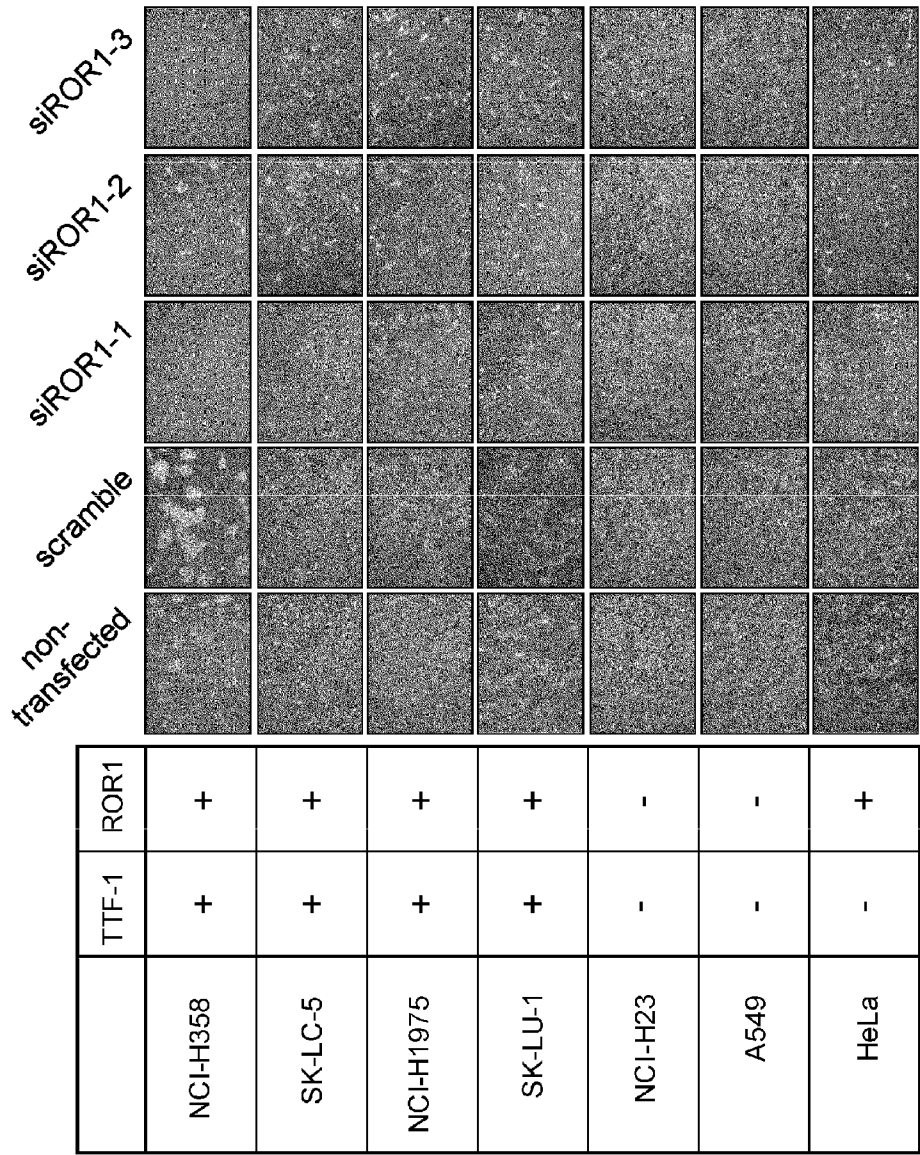 siROR1-3
siROR1-2
siROR1-1
scramble
non-
transfected
ROR1 + + + + - - +
TTF-1 + + + + - - -
NCI-H358 SK-LC-5 NCI-H1975 SK-LU-1 NCI-H23 A549 HeLa